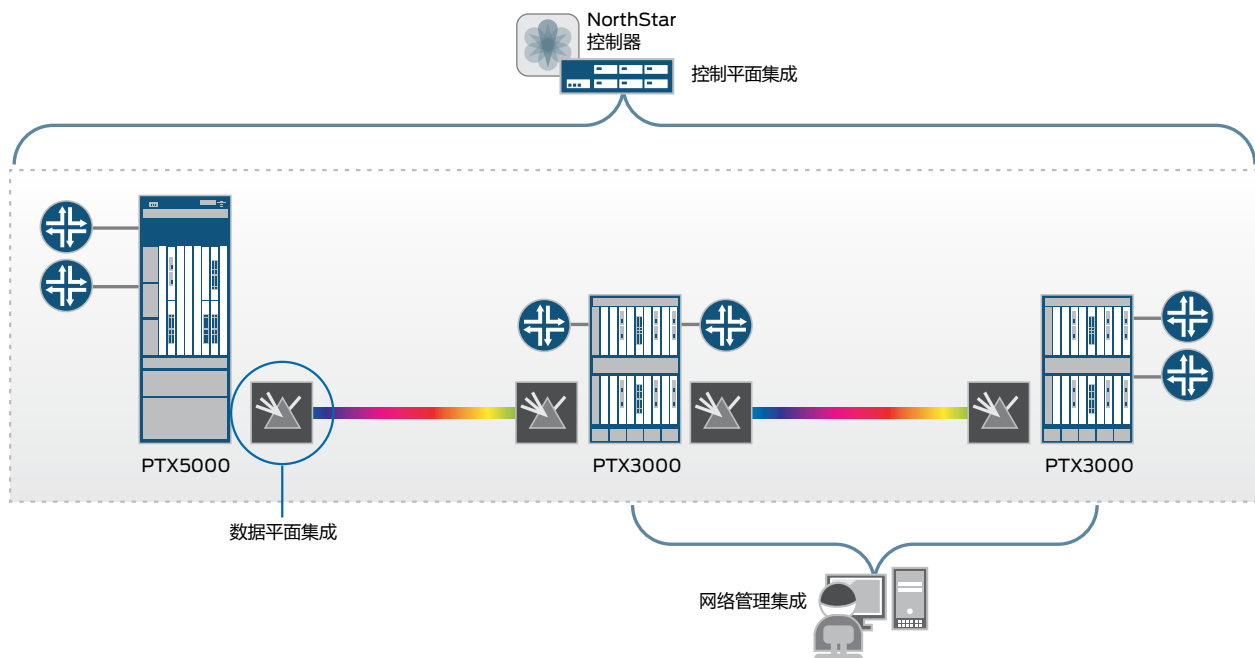 NorthStar
控制器
控制平面集成
PTX5000
PTX3000
PTX3000
数据平面集成
网络管理集成